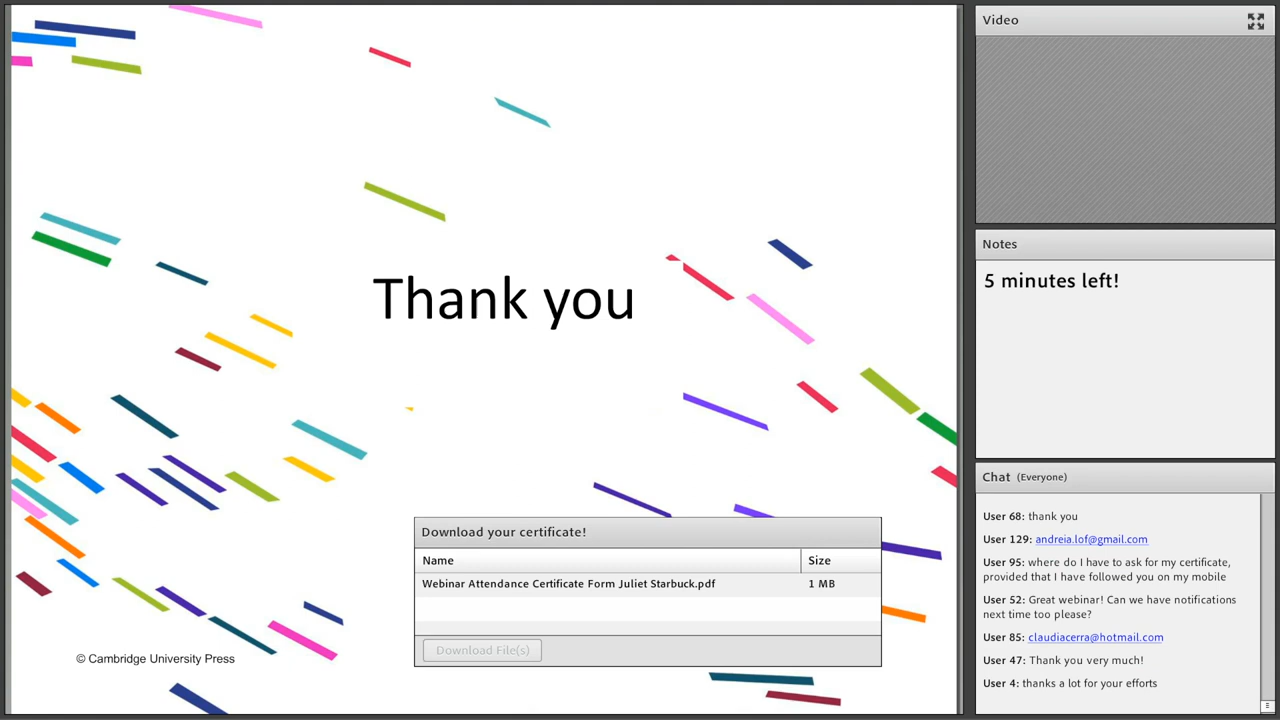 Thank you
Download your certificate!
Name Size
Webinar Attendance Certificate Form Juliet Starbuck.pdf 1 MB
Download File(s)
© Cambridge University Press
Video
Notes
5 minutes left!
Chat (Everyone)
User 68: thank you
User 129: andreia.lof@gmail.com
User 95: where do I have to ask for my certificate,
provided that I have followed you on my mobile
User 52: Great webinar! Can we have notifications
next time too please?
User 85: claudiacerra@hotmail.com
User 47: Thank you very much!
User 4: thanks a lot for your efforts